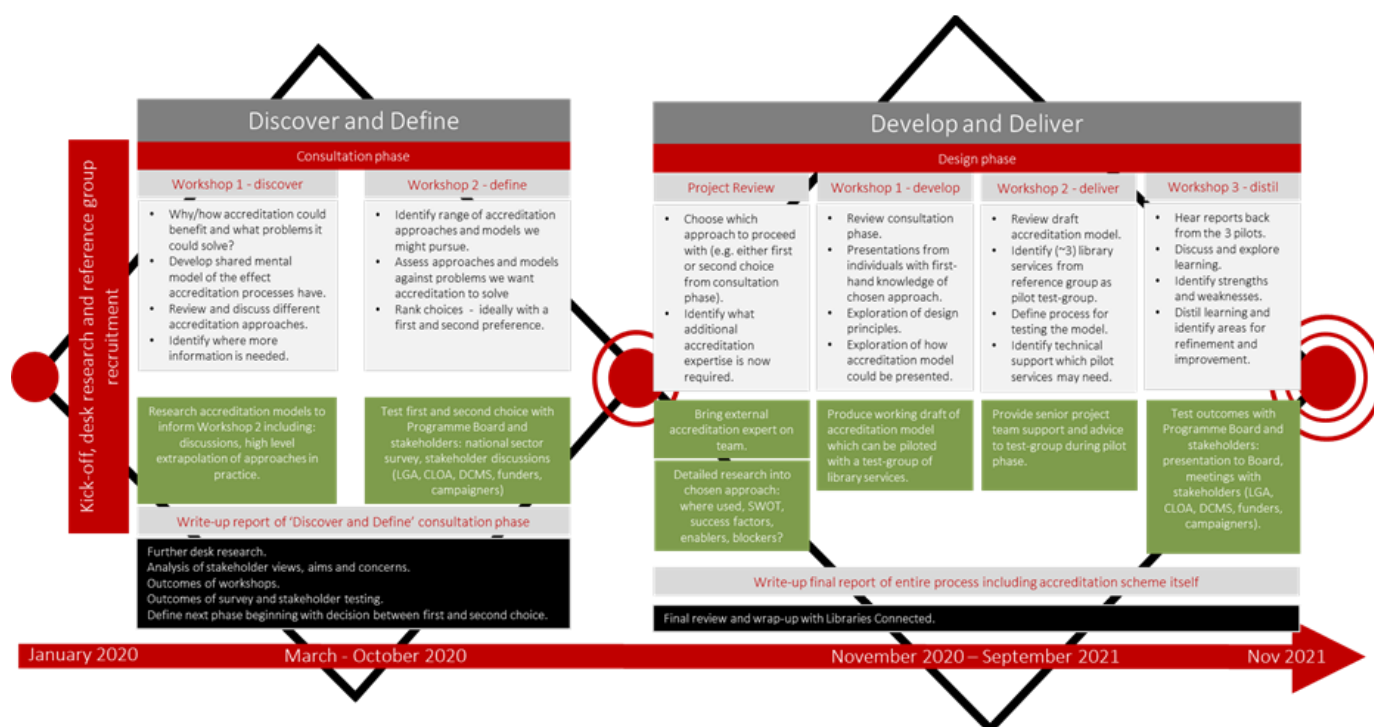 Kick-off, desk research and reference group
recruitment
Discover and Define
Consultation phase
Workshop 1 - discover
• Why/how accreditation could
benefit and what problems it
could solve?
• Develop shared mental
model of the effect
accreditation processes have.
• Review and discuss different
accreditation approaches.
• Identify where more
information is needed.
Workshop 2 - define
• Identify range of accreditation
approaches and models we
might pursue.
• Assess approaches and models
against problems we want
accreditation to solve
• Rank choices - ideally with a
first and second preference.
Research accreditation models to
inform Workshop 2 including:
discussions, high level
extrapolation of approaches in
practice.
Test first and second choice with
Programme Board and
stakeholders: national sector
survey, stakeholder discussions
(LGA, CLOA, DCMS, funders,
campaigners)
Write-up report of 'Discover and Define' consultation phase
Further desk research.
Analysis of stakeholder views, aims and concerns.
Outcomes of workshops.
Outcomes of survey and stakeholder testing.
Define next phase beginning with decision between first and second choice.
Develop and Deliver
Design phase
Project Review
• Choose which
approach to proceed
with (e.g. either first
or second choice
from consultation
phase).
• Identify what
additional
accreditation
expertise is now
required.
Workshop 1 - develop
• Review consultation
phase.
• Presentations from
individuals with first-
hand knowledge of
chosen approach.
• Exploration of design
principles.
• Exploration of how
accreditation model
could be presented.
Workshop 2 - deliver
• Review draft
accreditation model.
• Identify (~3) library
services from
reference group as
pilot test-group.
• Define process for
testing the model.
• Identify technical
support which pilot
services may need.
Workshop 3 - distil
• Hear reports back
from the 3 pilots.
• Discuss and explore
learning.
• Identify strengths
and weaknesses.
• Distil learning and
identify areas for
refinement and
improvement.
Bring external
accreditation expert on
team.
Detailed research into
chosen approach:
where used, SWOT,
success factors,
enablers, blockers?
Produce working draft of
accreditation model
which can be piloted
with a test-group of
library services.
Provide senior project
team support and advice
to test-group during pilot
phase.
Test outcomes with
Programme Board and
stakeholders:
presentation to Board,
meetings with
stakeholders (LGA,
CLOA, DCMS, funders,
campaigners).
Write-up final report of entire process including accreditation scheme itself
Final review and wrap-up with Libraries Connected.
January 2020
March - October 2020
November 2020 – September 2021
Nov 2021